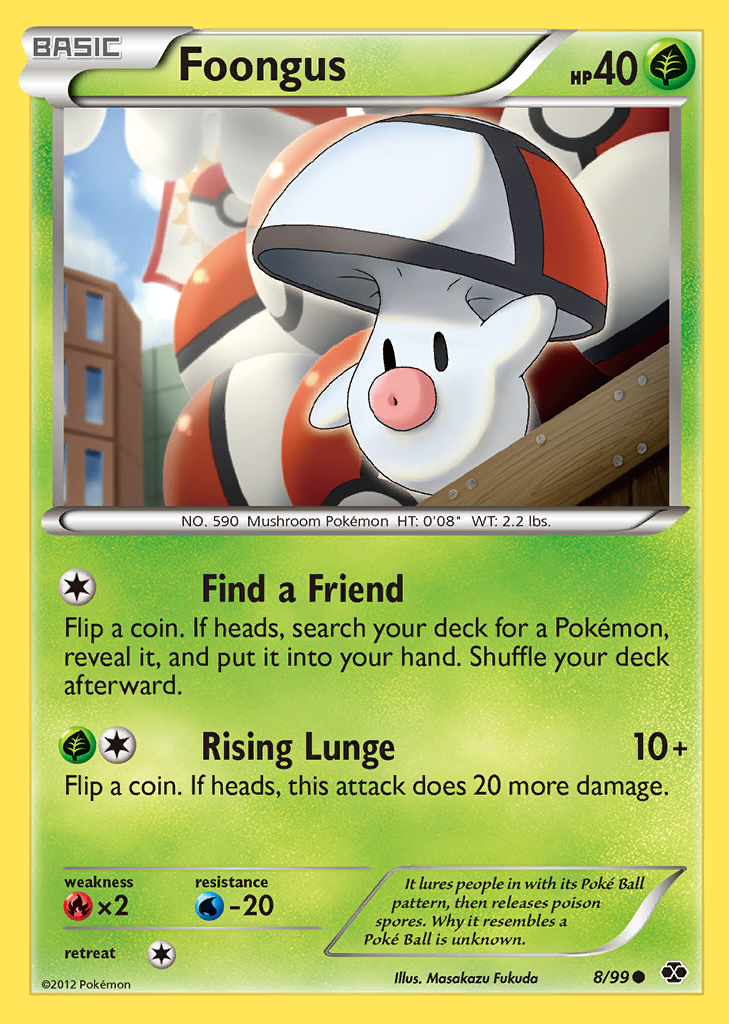 BASIC
Foongus
HP40
NO. 590 Mushroom Pokémon HT: 0'08" WT: 2.2 lbs.
Find a Friend
Flip a coin. If heads, search your deck for a Pokémon,
reveal it, and put it into your hand. Shuffle your deck
afterward.
Rising Lunge 10+
Flip a coin. If heads, this attack does 20 more damage.
weakness resistance
×2 -20
retreat
It lures people in with its Poké Ball
pattern, then releases poison
spores. Why it resembles a
Poké Ball is unknown.
©2012 Pokémon
Illus. Masakazu Fukuda
8/99